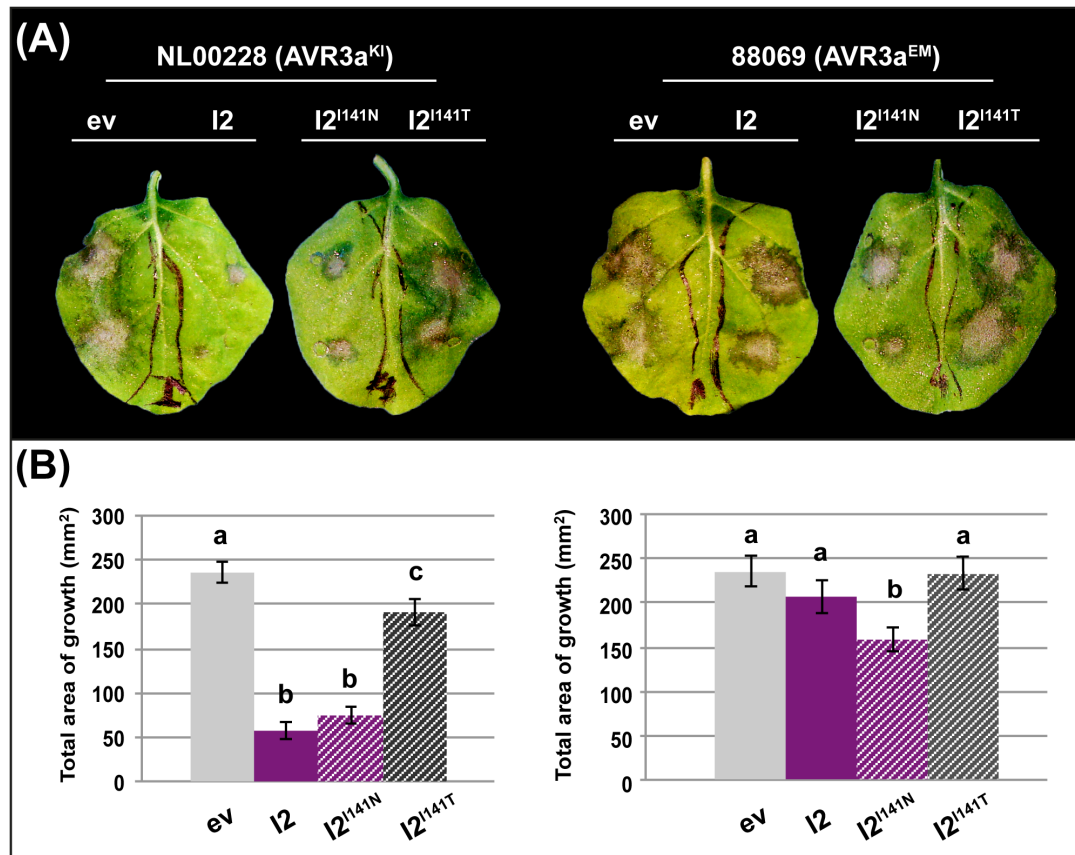 (A)
NL00228 (AVR3aᴷᴵ) 88069 (AVR3aᴱᴹ)
ev I2 I2ᴵ¹⁴¹ᴺ I2ᴵ¹⁴¹ᵀ ev I2 I2ᴵ¹⁴¹ᴺ I2ᴵ¹⁴¹ᵀ
(B)
Total area of growth (mm²)
300
250
200
150
100
50
0
a
b
b
c
ev I2 I2ᴵ¹⁴¹ᴺ I2ᴵ¹⁴¹ᵀ
Total area of growth (mm²)
300
250
200
150
100
50
0
a
a
b
a
ev I2 I2ᴵ¹⁴¹ᴺ I2ᴵ¹⁴¹ᵀ